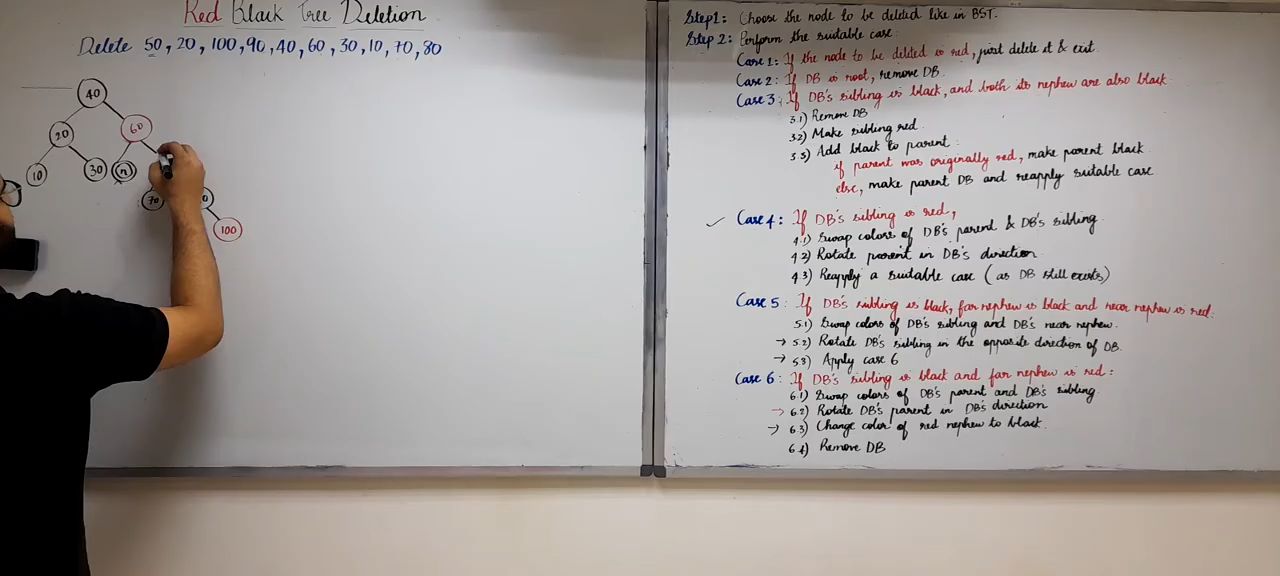 Red Black Tree Deletion
Delete 50, 20, 100, 90, 40, 60, 30, 10, 70, 80
40
20 60
10 30 n
70
100
Step1: Choose the node to be deleted like in BST.
Step 2: Perform the suitable case.
Case 1: If the node to be deleted is red, just delete it & exit.
Case 2: If DB is root, remove DB.
Case 3: If DB's sibling is black, and both its nephew are also black
3.1) Remove DB
3.2) Make sibling red.
3.3) Add black to parent:
if parent was originally red, make parent black
else, make parent DB and reapply suitable case
✓ Case 4: If DB's sibling is red,
4.1) Swap colors of DB's parent & DB's sibling
4.2) Rotate parent in DB's direction
4.3) Reapply a suitable case (as DB still exists)
Case 5: If DB's sibling is black, far nephew is black and near nephew is red.
5.1) Swap colors of DB's sibling and DB's near nephew.
→ 5.2) Rotate DB's sibling in the opposite direction of DB.
→ 5.3) Apply case 6
Case 6: If DB's sibling is black and far nephew is red:
6.1) Swap colors of DB's parent and DB's sibling
→ 6.2) Rotate DB's parent in DB's direction
→ 6.3) Change color of red nephew to black.
6.4) Remove DB